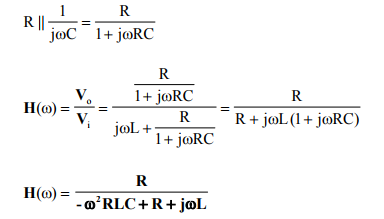 R || 1/(jωC) = R/(1 + jωRC)
H(ω) = V_o/V_i = (R/(1 + jωRC))/(jωL + R/(1 + jωRC)) = R/(R + jωL(1 + jωRC))
H(ω) = R/(-ω²RLC + R + jωL)